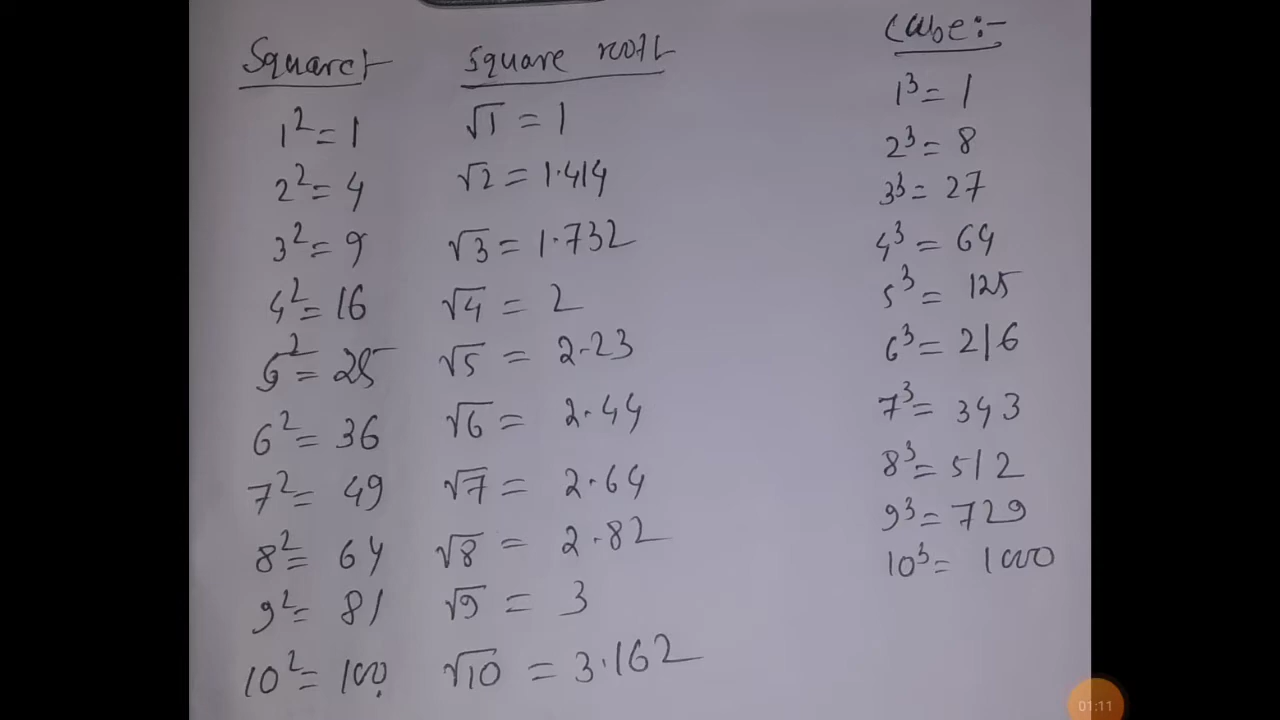 Square:-
1² = 1
2² = 4
3² = 9
4² = 16
5² = 25
6² = 36
7² = 49
8² = 64
9² = 81
10² = 100
square root
√1 = 1
√2 = 1.414
√3 = 1.732
√4 = 2
√5 = 2.23
√6 = 2.44
√7 = 2.64
√8 = 2.82
√9 = 3
√10 = 3.162
Cube:-
1³ = 1
2³ = 8
3³ = 27
4³ = 64
5³ = 125
6³ = 216
7³ = 343
8³ = 512
9³ = 729
10³ = 1000
01:11